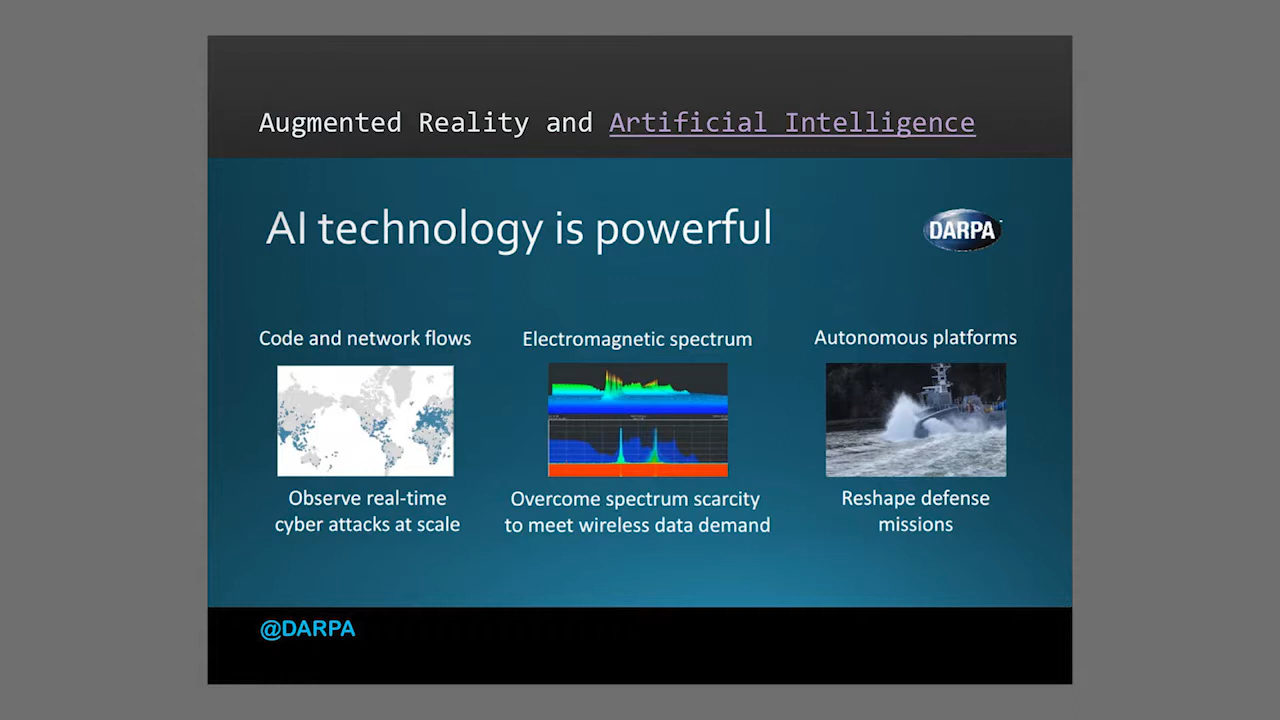 Augmented Reality and Artificial Intelligence
AI technology is powerful
DARPA
Code and network flows
Electromagnetic spectrum
Autonomous platforms
Observe real-time
cyber attacks at scale
Overcome spectrum scarcity
to meet wireless data demand
Reshape defense
missions
@DARPA